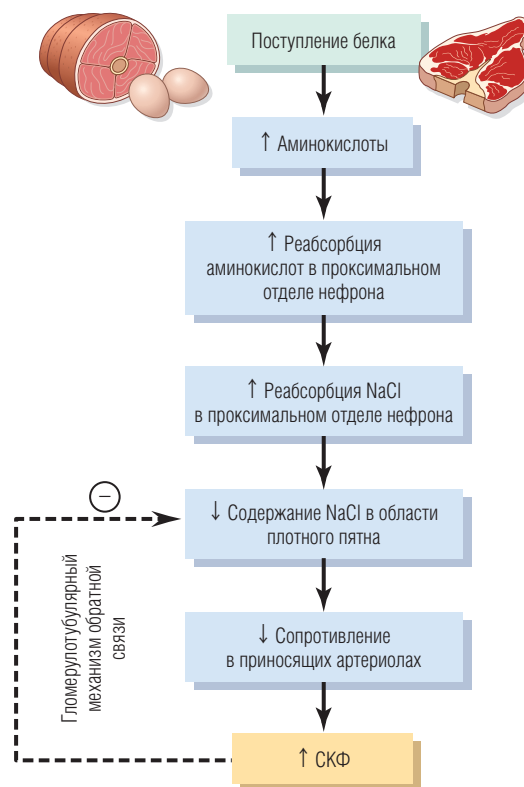 Поступление белка
↑ Аминокислоты
↑ Реабсорбция
аминокислот в проксимальном
отделе нефрона
↑ Реабсорбция NaCl
в проксимальном отделе нефрона
−
↓ Содержание NaCl в области
плотного пятна
Гломерулотубулярный
механизм обратной
связи
↓ Сопротивление
в приносящих артериолах
↑ СКФ